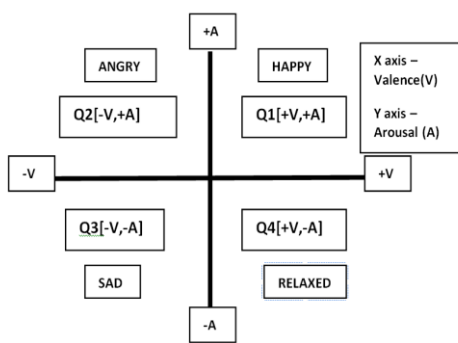 +A
ANGRY
HAPPY
X axis –
Valence(V)
Y axis –
Arousal (A)
Q2[-V,+A]
Q1[+V,+A]
-V
+V
Q3[-V,-A]
Q4[+V,-A]
SAD
RELAXED
-A